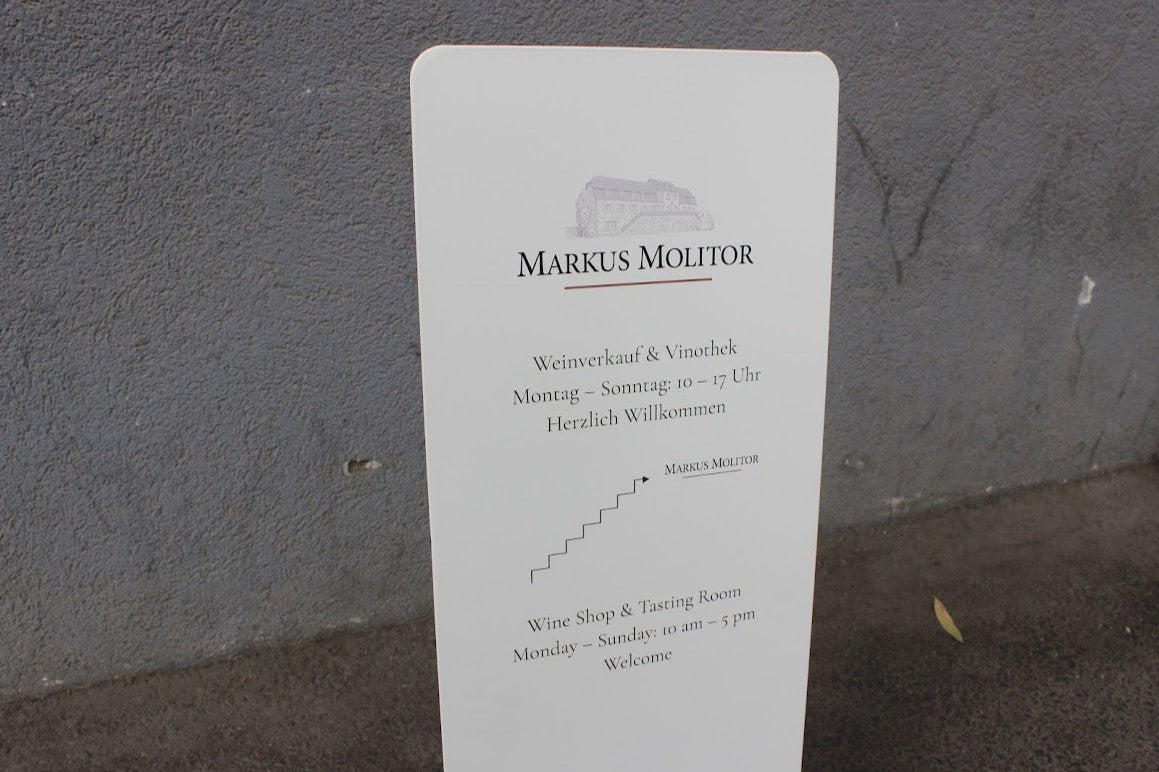 MARKUS MOLITOR
Weinverkauf & Vinothek
Montag – Sonntag: 10 – 17 Uhr
Herzlich Willkommen
MARKUS MOLITOR
Wine Shop & Tasting Room
Monday – Sunday: 10 am – 5 pm
Welcome